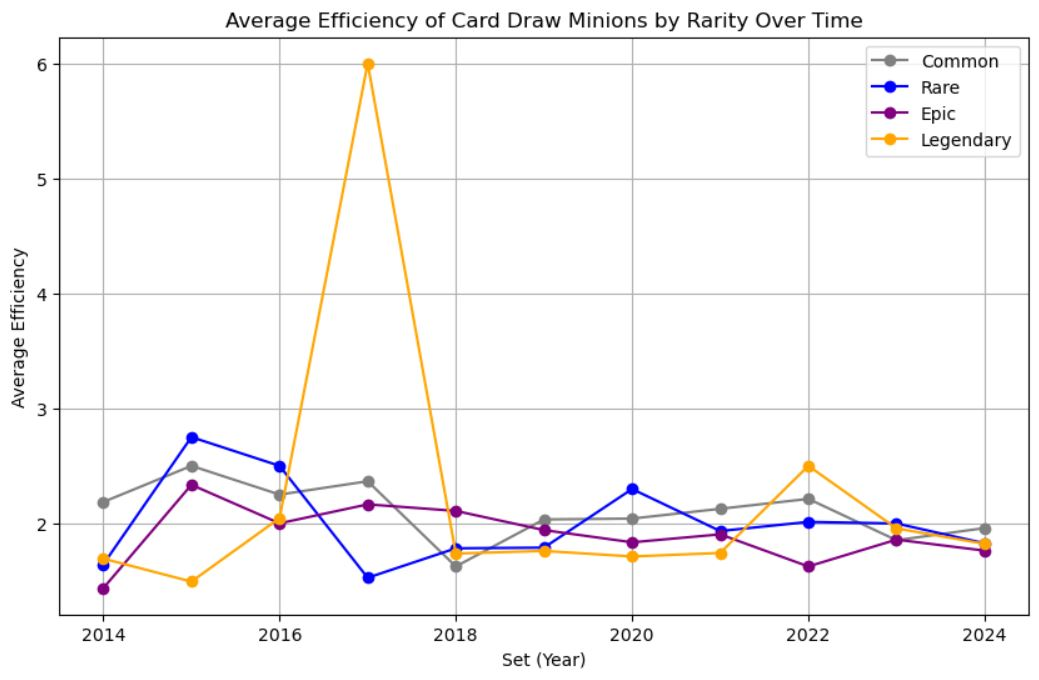 Average Efficiency of Card Draw Minions by Rarity Over Time
Common
Rare
Epic
Legendary
6
5
4
3
2
Average Efficiency
2014 2016 2018 2020 2022 2024
Set (Year)